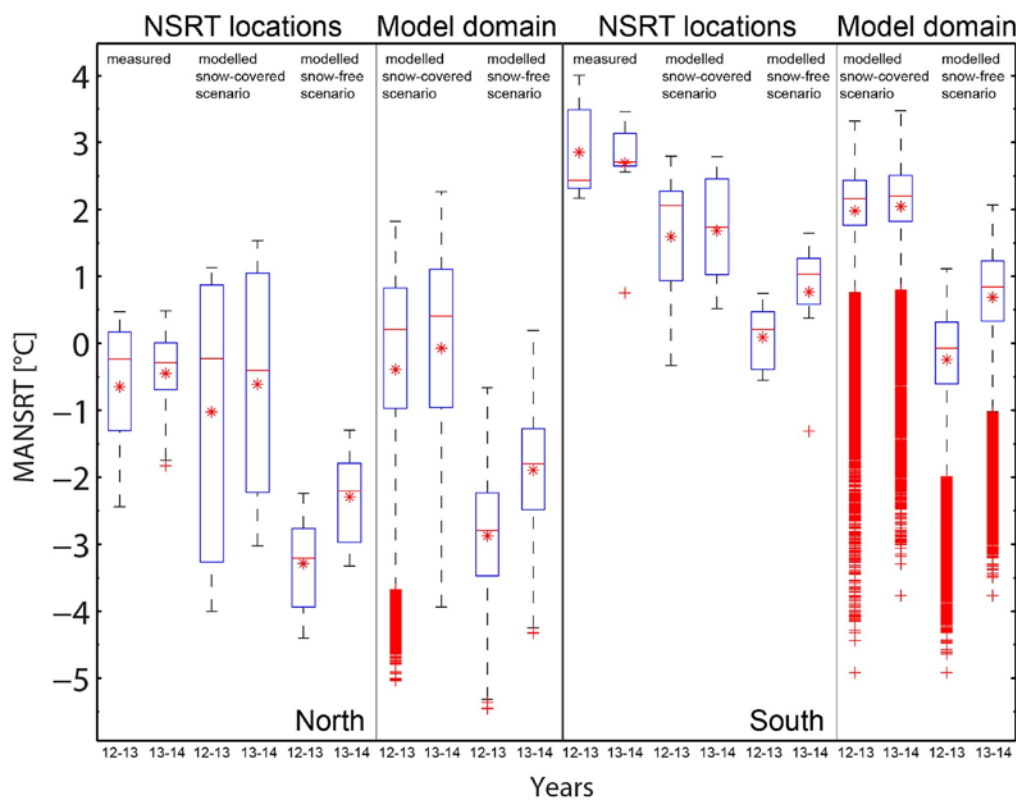 NSRT locations Model domain NSRT locations Model domain
measured modelled snow-covered scenario modelled snow-free scenario modelled snow-covered scenario modelled snow-free scenario measured modelled snow-covered scenario modelled snow-free scenario modelled snow-covered scenario modelled snow-free scenario
4
3
2
1
0
−1
−2
−3
−4
−5
MANSRT [°C]
North South
12-13 13-14 12-13 13-14 12-13 13-14 12-13 13-14 12-13 13-14 12-13 13-14 12-13 13-14 12-13 13-14 12-13 13-14 12-13 13-14
Years